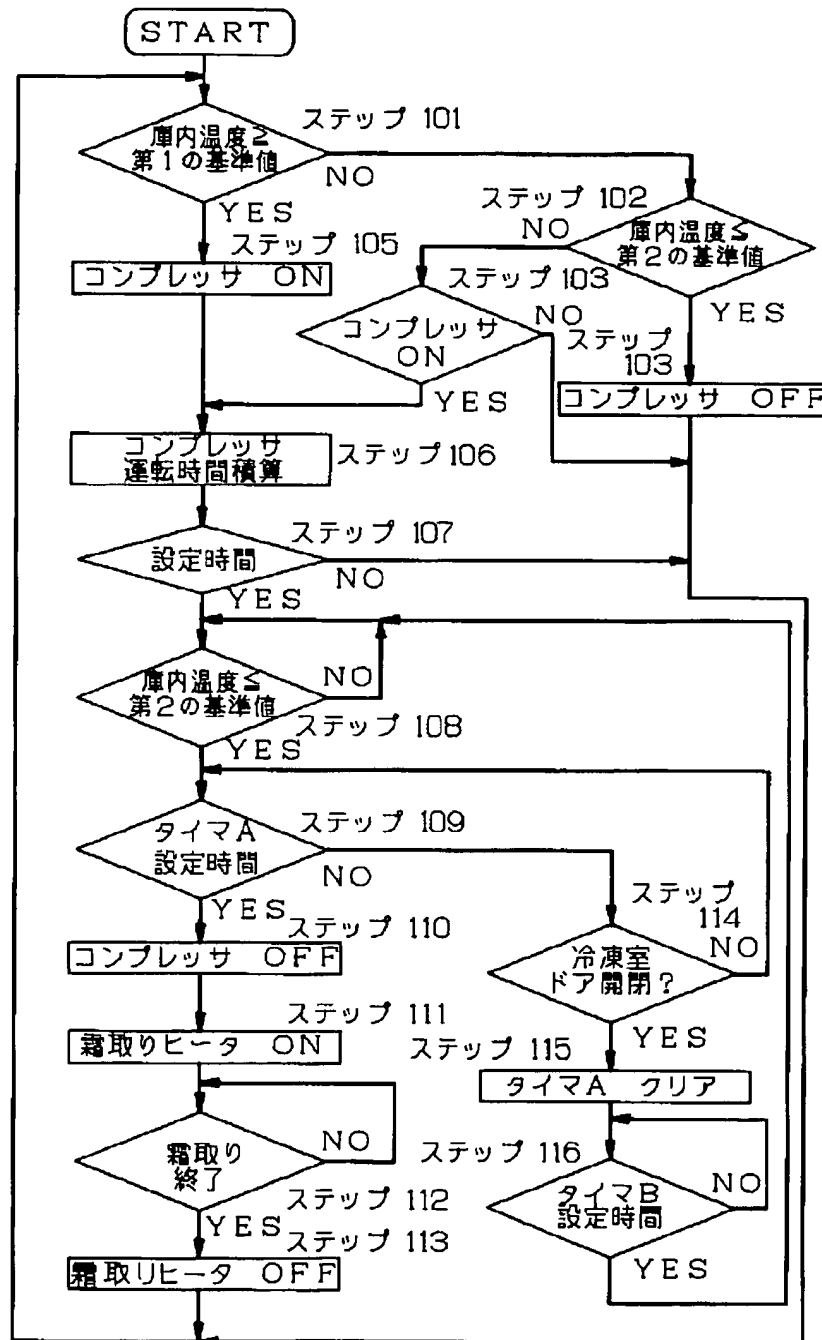 START
ステップ 101
庫内温度≧
第1の基準値
NO
YES
ステップ 102
NO
庫内温度≦
第2の基準値
YES
ステップ 105
コンプレッサ ON
ステップ 103
コンプレッサ
ON
NO
YES
ステップ
103
コンプレッサ OFF
コンプレッサ
運転時間積算
ステップ106
ステップ 107
設定時間
NO
YES
庫内温度≦
第2の基準値
NO
ステップ 108
YES
ステップ 109
タイマA
設定時間
NO
YES
ステップ 110
コンプレッサ OFF
ステップ
114
冷凍室
ドア開閉?
NO
YES
ステップ 111
霜取りヒータ ON
ステップ 115
タイマA クリア
霜取り
終了
NO
ステップ 112
YES
ステップ 116
タイマB
設定時間
NO
YES
ステップ 113
霜取りヒータ OFF